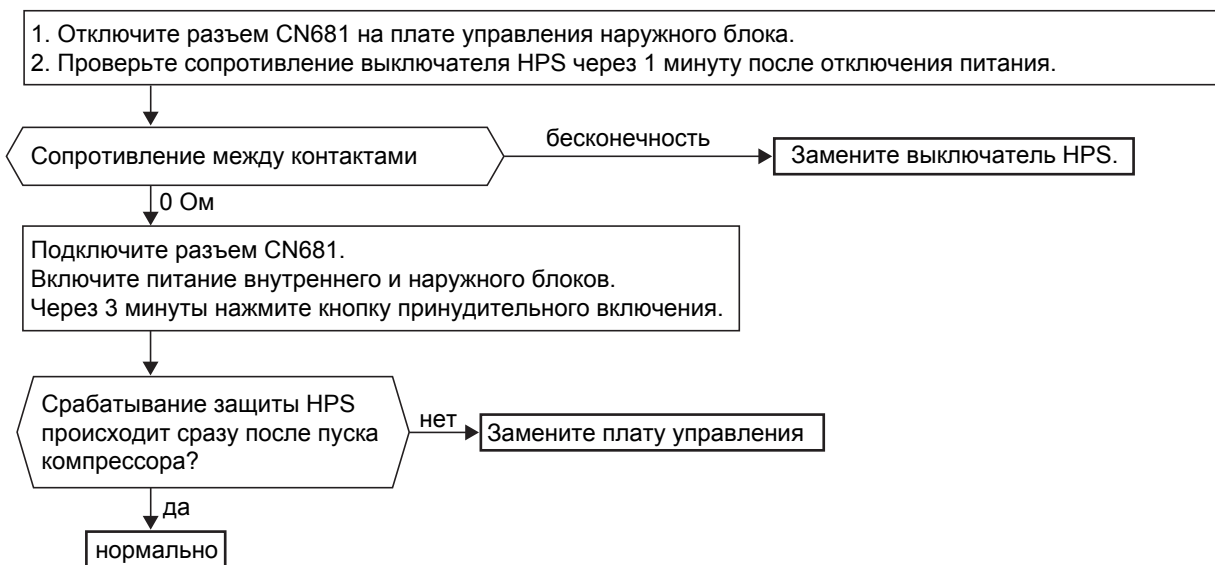 1. Отключите разъем CN681 на плате управления наружного блока.
2. Проверьте сопротивление выключателя HPS через 1 минуту после отключения питания.
бесконечность
Сопротивление между контактами
Замените выключатель HPS.
0 Ом
Подключите разъем CN681.
Включите питание внутреннего и наружного блоков.
Через 3 минуты нажмите кнопку принудительного включения.
Срабатывание защиты HPS
происходит сразу после пуска
компрессора?
нет
Замените плату управления
да
нормально